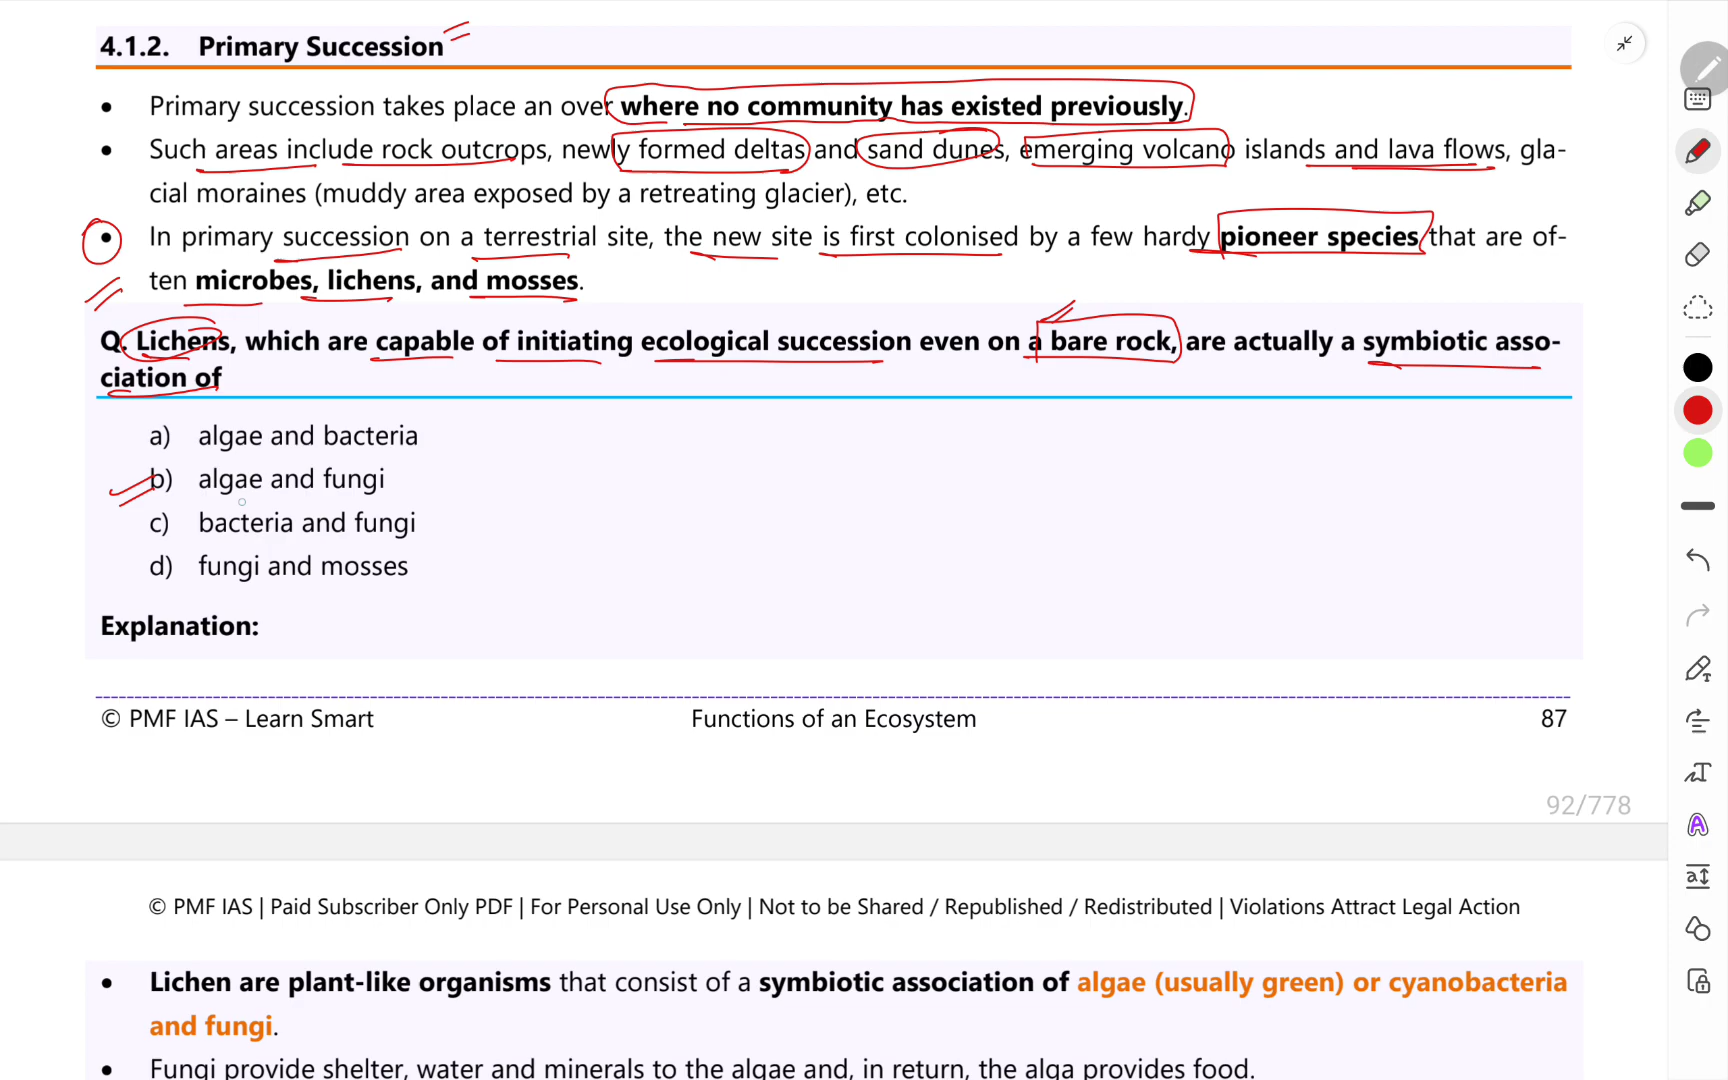 4.1.2. Primary Succession
• Primary succession takes place an over where no community has existed previously.
• Such areas include rock outcrops, newly formed deltas and sand dunes, emerging volcano islands and lava flows, gla-
cial moraines (muddy area exposed by a retreating glacier), etc.
• In primary succession on a terrestrial site, the new site is first colonised by a few hardy pioneer species that are of-
ten microbes, lichens, and mosses.
Q. Lichens, which are capable of initiating ecological succession even on a bare rock, are actually a symbiotic asso-
ciation of
a) algae and bacteria
b) algae and fungi
c) bacteria and fungi
d) fungi and mosses
Explanation:
© PMF IAS – Learn Smart Functions of an Ecosystem 87
92/778
© PMF IAS | Paid Subscriber Only PDF | For Personal Use Only | Not to be Shared / Republished / Redistributed | Violations Attract Legal Action
• Lichen are plant-like organisms that consist of a symbiotic association of algae (usually green) or cyanobacteria
and fungi.
• Fungi provide shelter, water and minerals to the algae and, in return, the alga provides food.